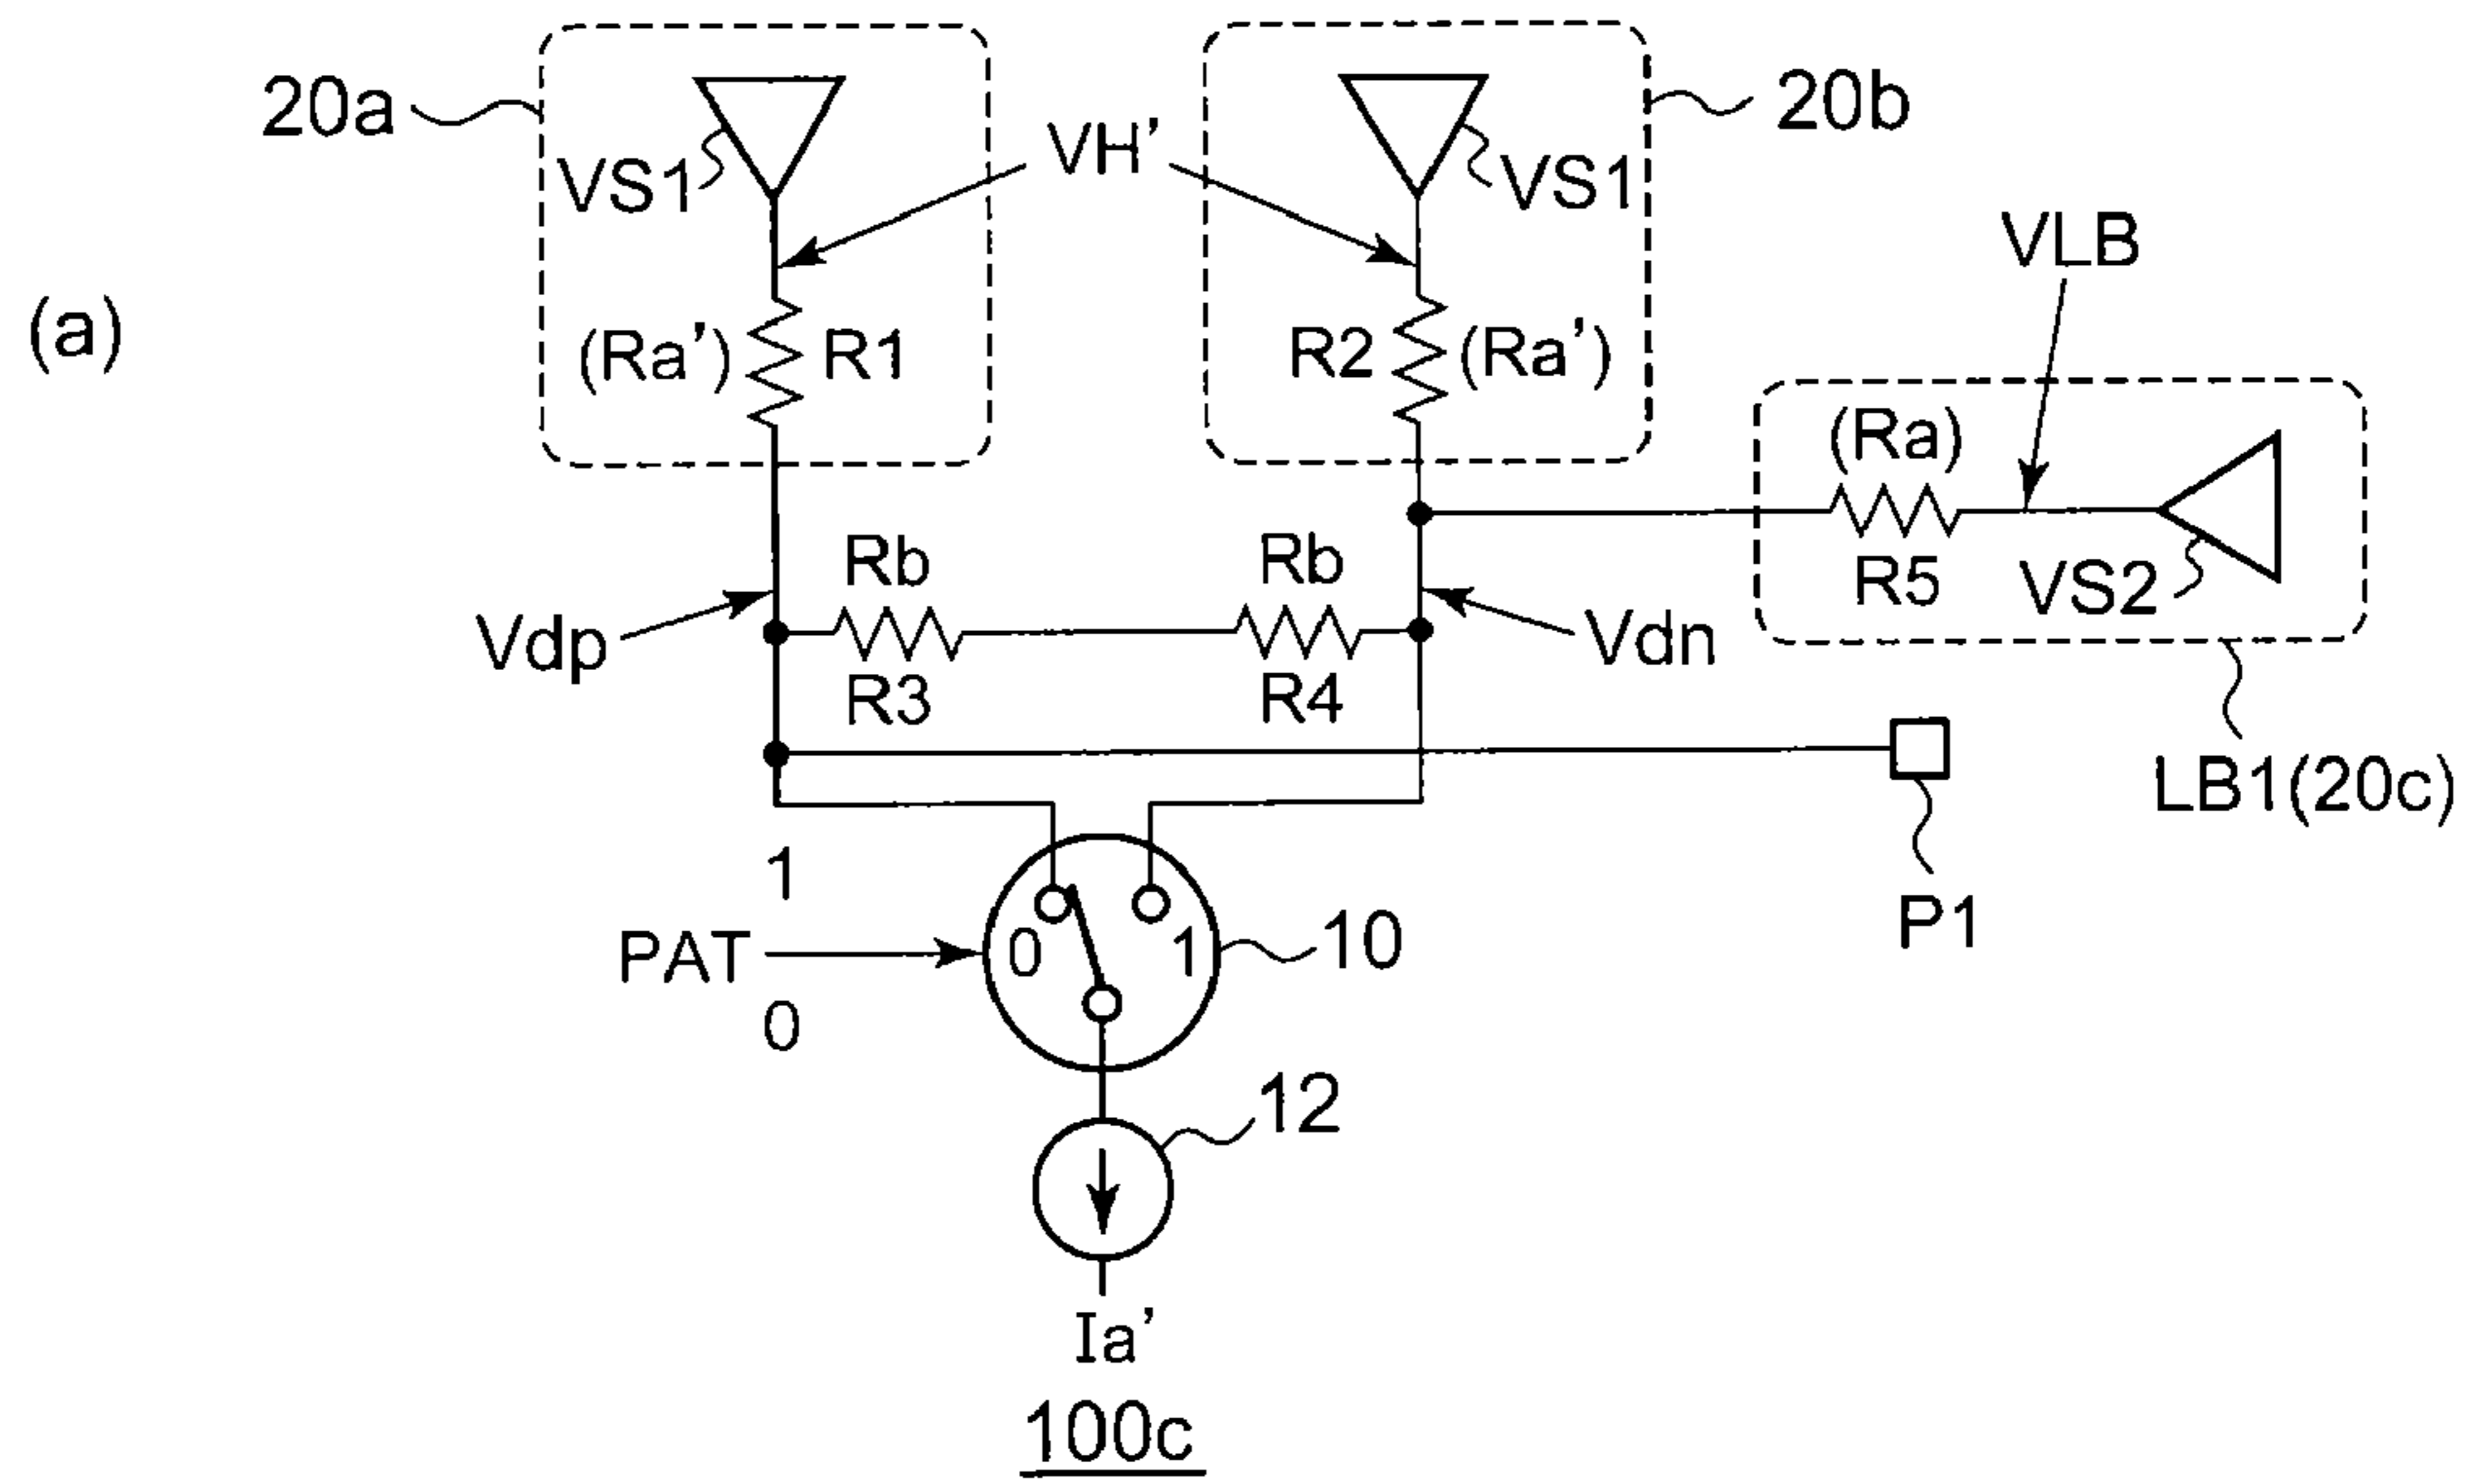 20a
VS1
VH'
VS1
20b
VLB
(a)
(Ra')
R1
R2
(Ra')
(Ra)
R5
VS2
Rb
Rb
Vdp
Vdn
R3
R4
LB1(20c)
P1
1
PAT
0
0
1
10
12
Ia'
100c